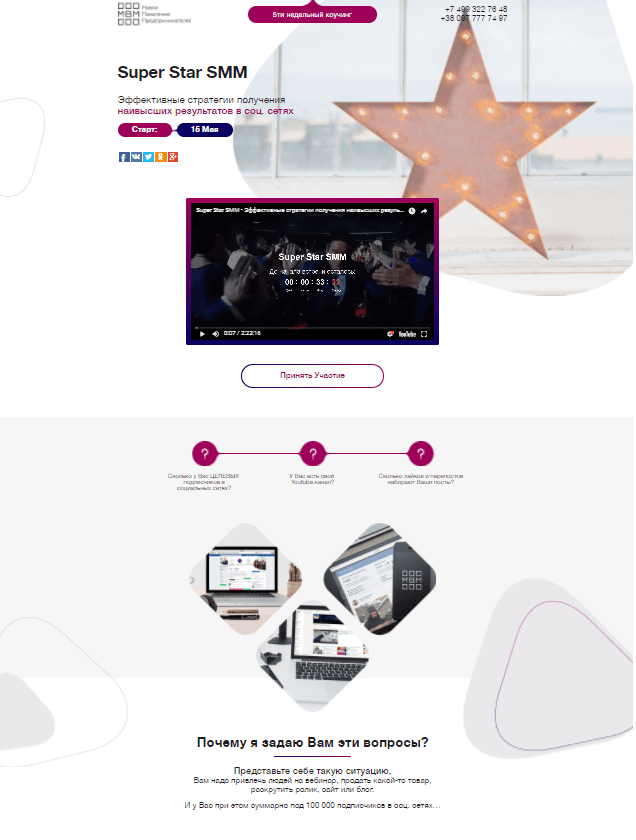 Новое
Поколение
Предпринимателей
МВМ
5ти недельный коучинг
+7 499 322 76 48
+38 097 777 74 97
Super Star SMM
Эффективные стратегии получения
наивысших результатов в соц. сетях
Старт:
15 Мая
Super Star SMM - Эффективные стратегии получения наивысших резуль...
Super Star SMM
До начала встречи осталось:
00 : 00 : 33 :
0:07 / 2:22:16
YouTube
Принять Участие
Сколько у Вас ЦЕЛЕВЫХ
подписчиков в
социальных сетях?
У Вас есть свой
Youtube-канал?
Сколько лайков и перепостов
набирают Ваши посты?
Почему я задаю Вам эти вопросы?
Представьте себе такую ситуацию,
Вам надо привлечь людей на вебинар, продать какой-то товар,
раскрутить ролик, сайт или блог.
И у Вас при этом суммарно под 100 000 подписчиков в соц. сетях...